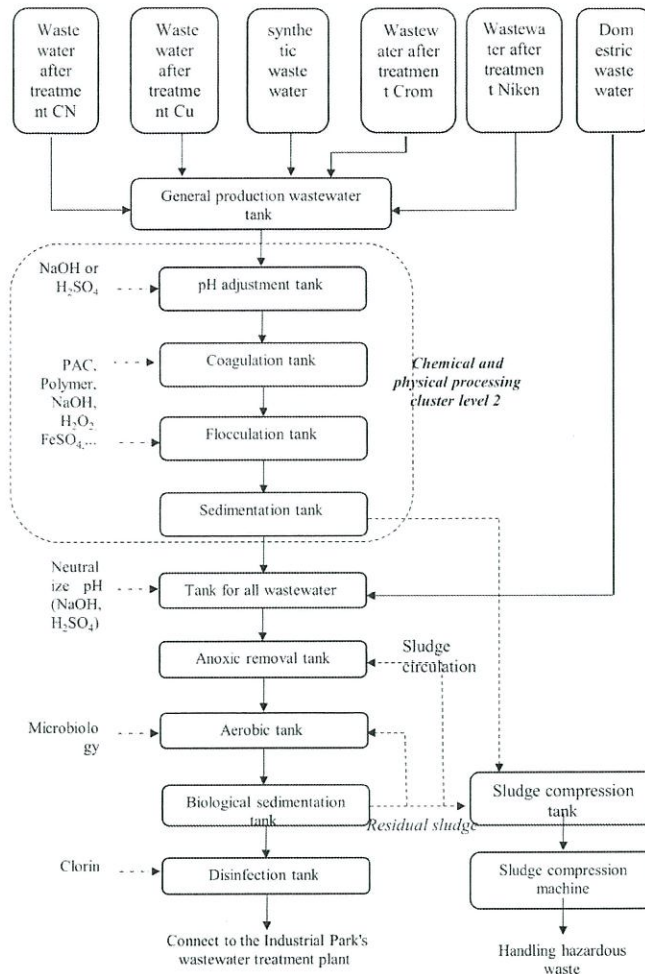 Waste
water
after
treatme
nt CN
Waste
water
after
treatme
nt Cu
synthe
tic
waste
water
Wastew
ater after
treatmen
t Crom
Wastewa
ter after
treatmen
t Niken
Dom
estric
waste
water
General production wastewater
tank
NaOH or
H₂SO₄
pH adjustment tank
PAC,
Polymer,
NaOH,
H₂O₂
FeSO₄...
Coagulation tank
Chemical and
physical processing
cluster level 2
Flocculation tank
Sedimentation tank
Neutral
ize pH
(NaOH,
H₂SO₄)
Tank for all wastewater
Anoxic removal tank
Sludge
circulation
Microbiolo
gy
Aerobic tank
Biological sedimentation
tank
Residual sludge
Sludge compression
tank
Clorin
Disinfection tank
Sludge compression
machine
Connect to the Industrial Park's
wastewater treatment plant
Handling hazardous
waste